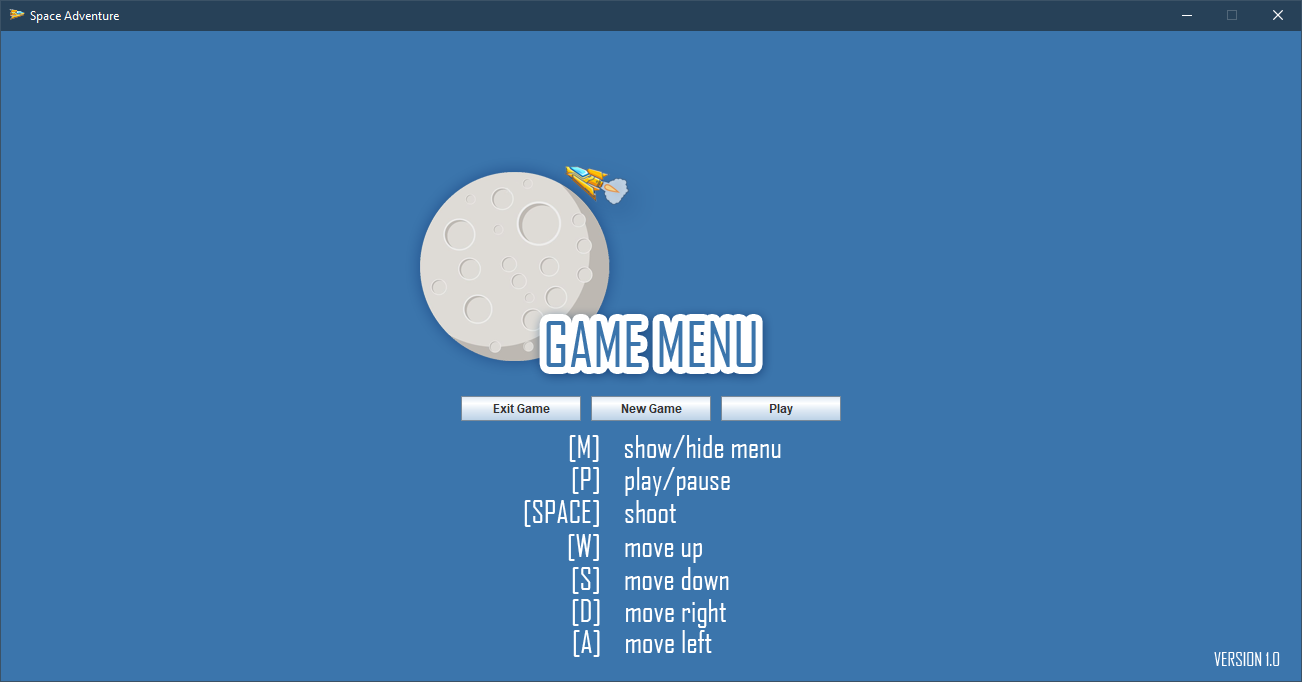 Space Adventure
GAME MENU
Exit Game New Game Play
[M] show/hide menu
[P] play/pause
[SPACE] shoot
[W] move up
[S] move down
[D] move right
[A] move left
VERSION 1.0